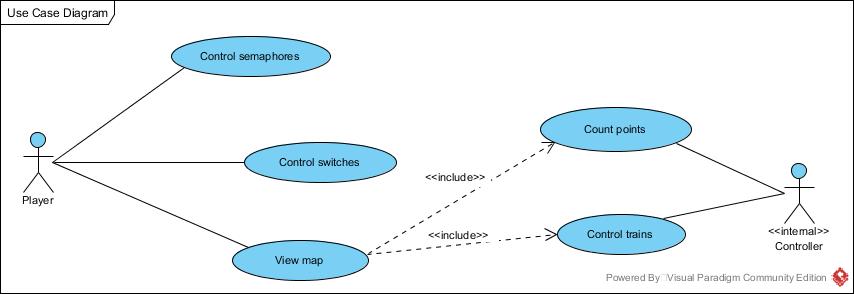 Use Case Diagram
Control semaphores
Count points
Player
Control switches
<<include>>
<<include>>
Control trains
<<internal>>
Controller
View map
Powered By Visual Paradigm Community Edition